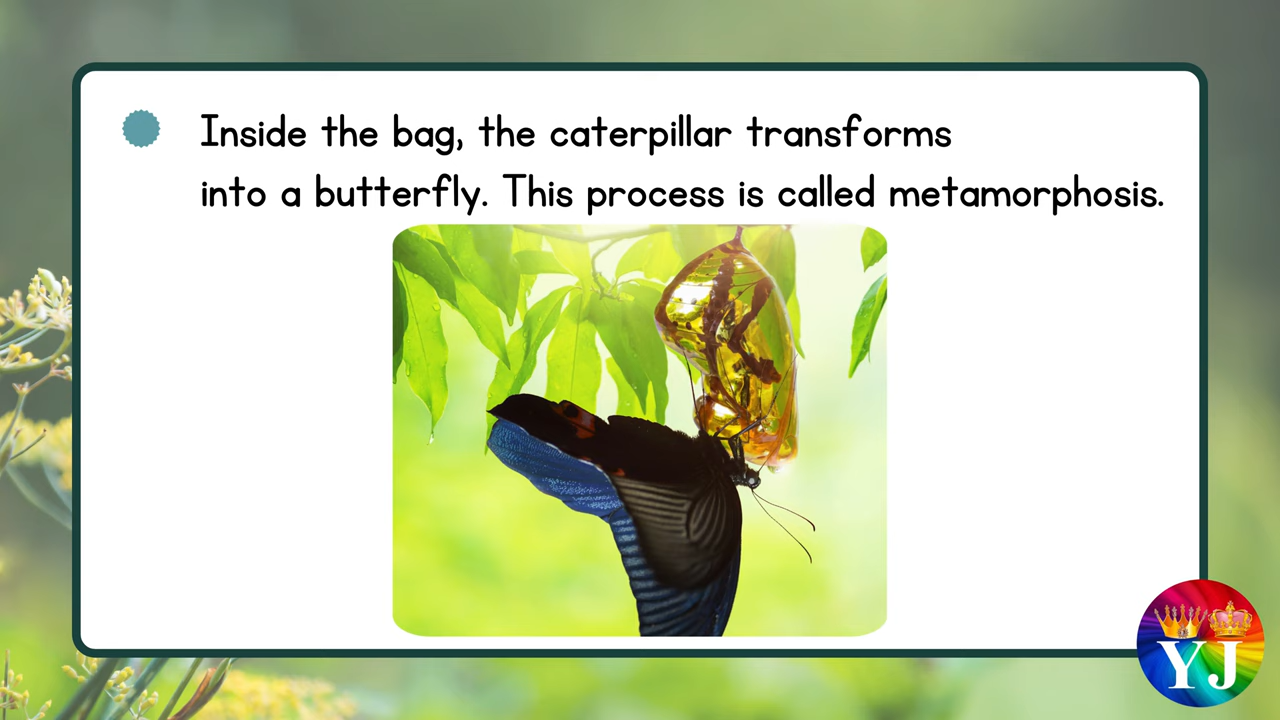 Inside the bag, the caterpillar transforms
into a butterfly. This process is called metamorphosis.
YJ